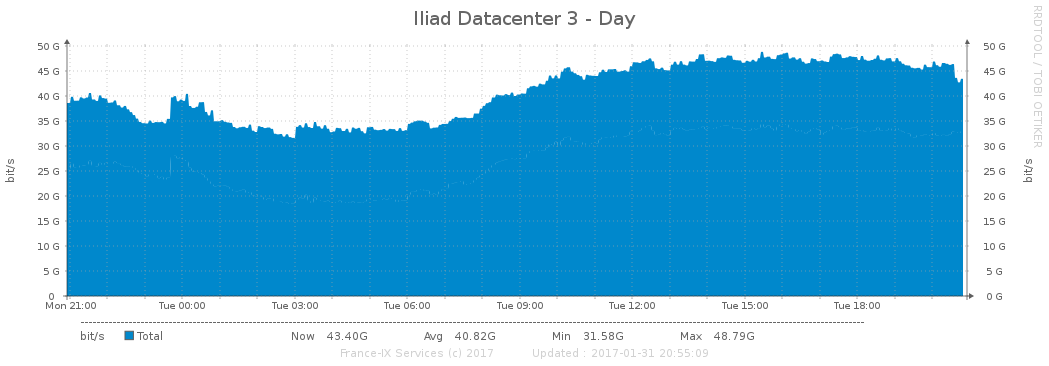 Iliad Datacenter 3 - Day
RRDTOOL / TOBI OETIKER
50 G 50 G
45 G 45 G
40 G 40 G
35 G 35 G
30 G 30 G
25 G 25 G
20 G 20 G
15 G 15 G
10 G 10 G
5 G 5 G
0 0 G
bit/s bit/s
Mon 21:00 Tue 00:00 Tue 03:00 Tue 06:00 Tue 09:00 Tue 12:00 Tue 15:00 Tue 18:00
bit/s Total Now 43.40G Avg 40.82G Min 31.58G Max 48.79G
France-IX Services (c) 2017 Updated : 2017-01-31 20:55:09